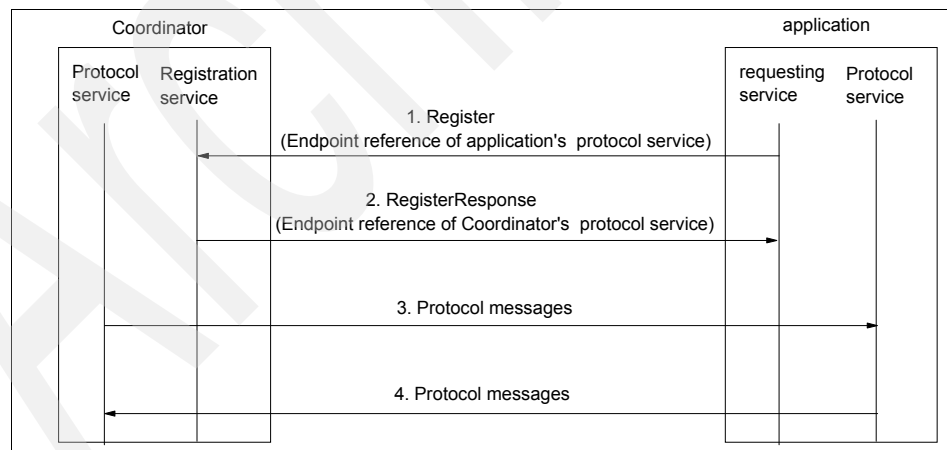 Coordinator
application
Protocol service
Registration service
requesting service
Protocol service
1. Register
(Endpoint reference of application's protocol service)
2. RegisterResponse
(Endpoint reference of Coordinator's protocol service)
3. Protocol messages
4. Protocol messages